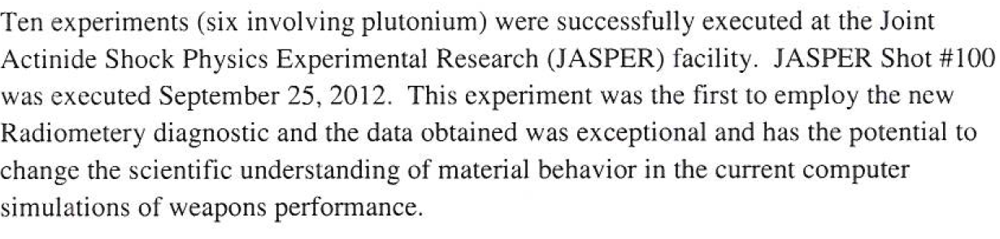 Ten experiments (six involving plutonium) were successfully executed at the Joint
Actinide Shock Physics Experimental Research (JASPER) facility.  JASPER Shot #100
was executed September 25, 2012.  This experiment was the first to employ the new
Radiometery diagnostic and the data obtained was exceptional and has the potential to
change the scientific understanding of material behavior in the current computer
simulations of weapons performance.